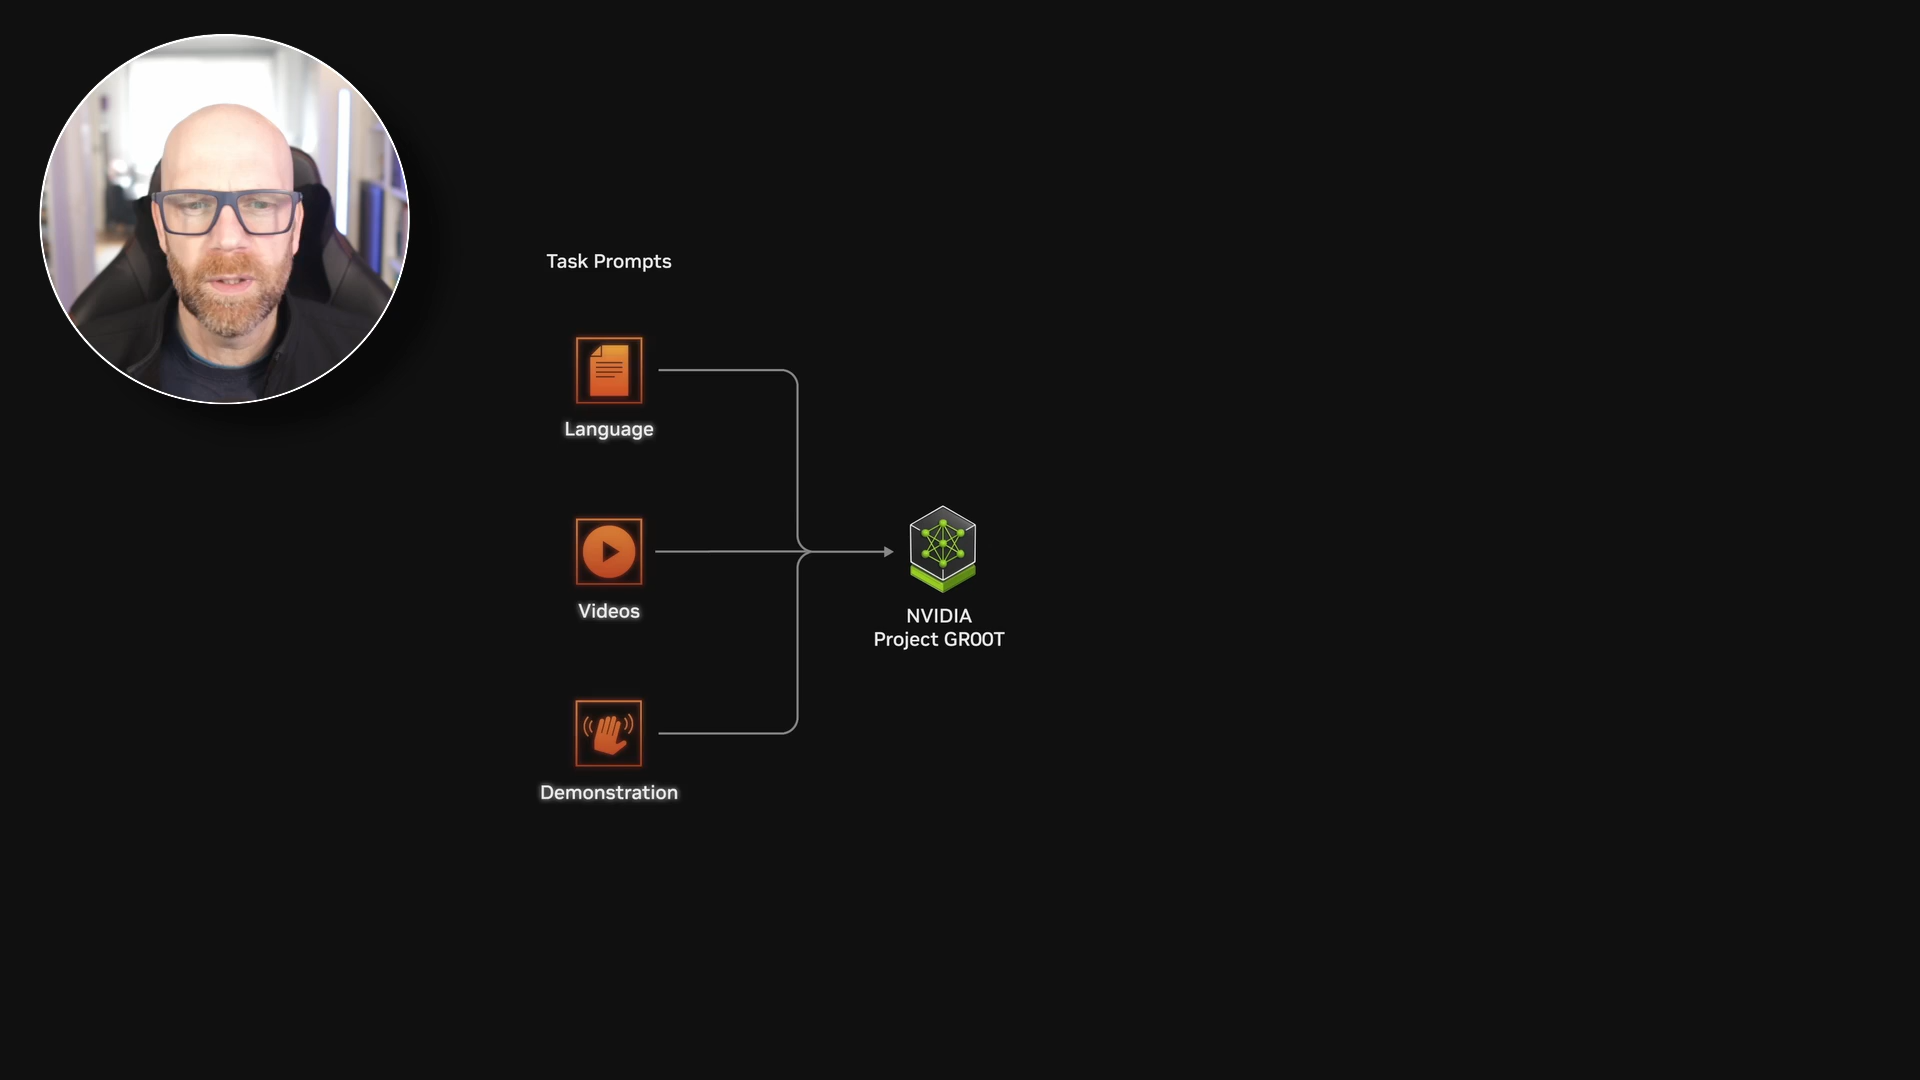 Task Prompts
Language
Videos
NVIDIA
Project GR00T
Demonstration